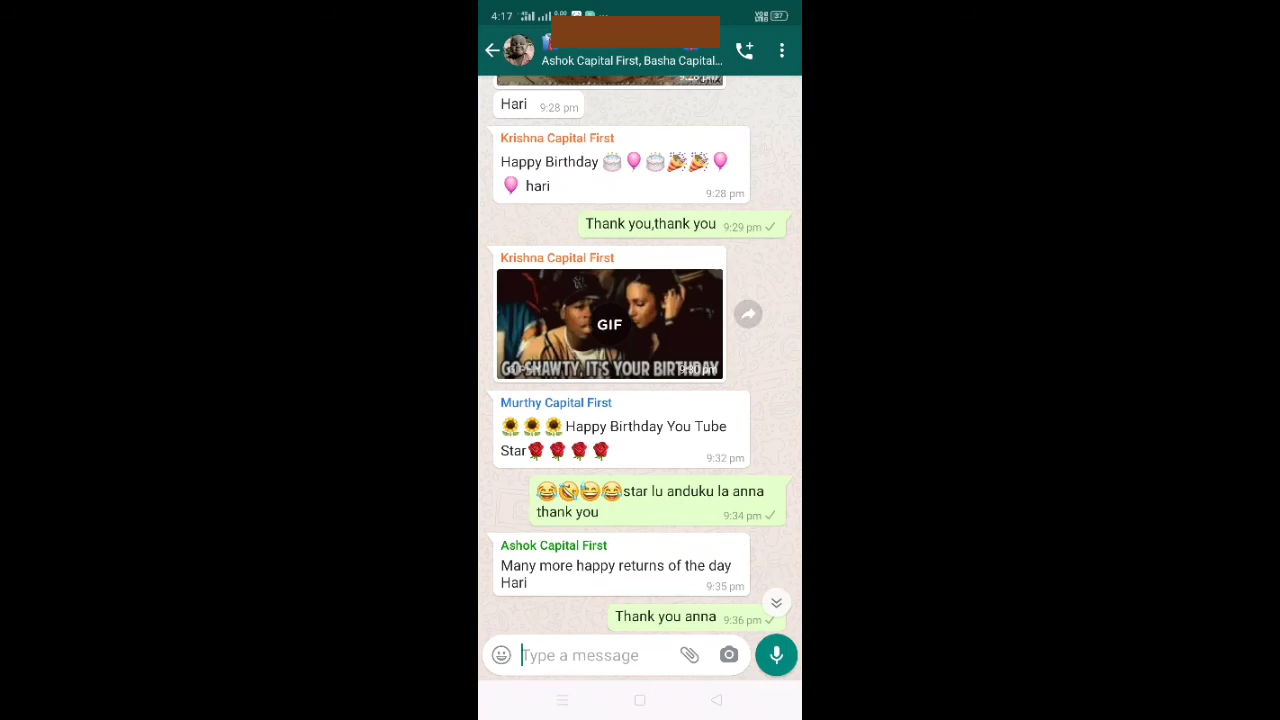 4:17
27
Ashok Capital First, Basha Capital...
Hari 9:28 pm
Krishna Capital First
Happy Birthday 🎂🎈🎂🎉🎉🎈
🎈 hari
9:28 pm
Thank you,thank you 9:29 pm
Krishna Capital First
GIF
GO SHAWTY, IT'S YOUR BIRTHDAY
9:30 pm
Murthy Capital First
🌻🌻🌻Happy Birthday You Tube
Star🌹🌹🌹🌹
9:32 pm
😂🤣😅😂star lu anduku la anna
thank you 9:34 pm
Ashok Capital First
Many more happy returns of the day
Hari 9:35 pm
Thank you anna 9:36 pm
Type a message